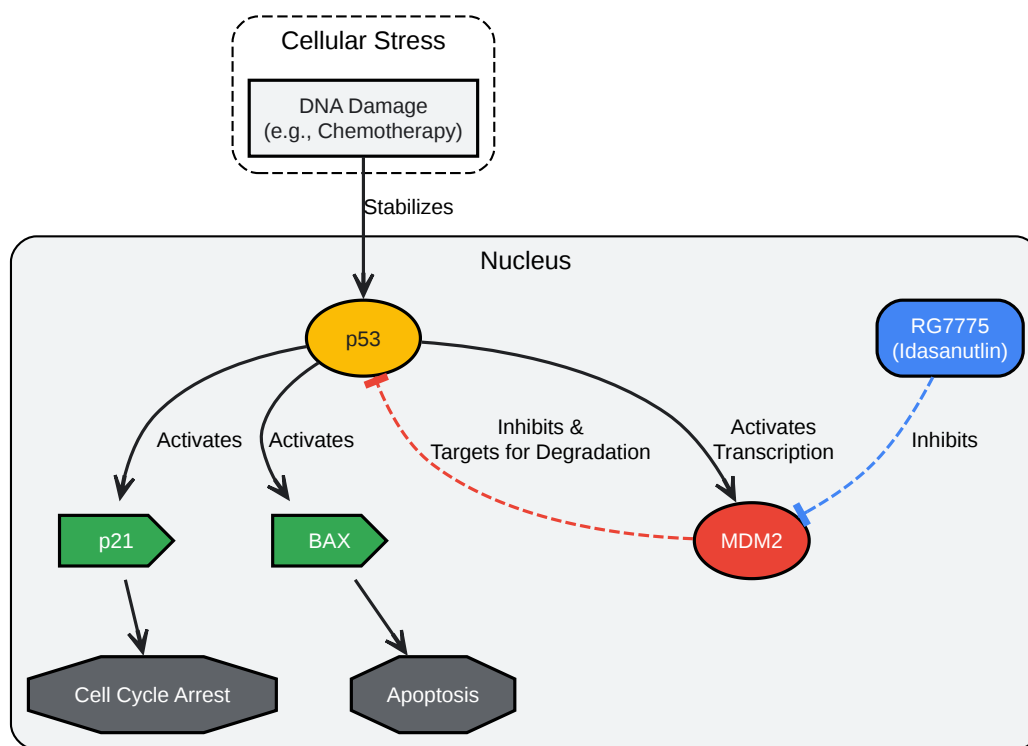 Cellular Stress
DNA Damage
(e.g., Chemotherapy)
Stabilizes
Nucleus
p53
RG7775
(Idasanutlin)
Activates
Activates
Inhibits &
Targets for Degradation
Activates
Transcription
Inhibits
p21
BAX
MDM2
Cell Cycle Arrest
Apoptosis